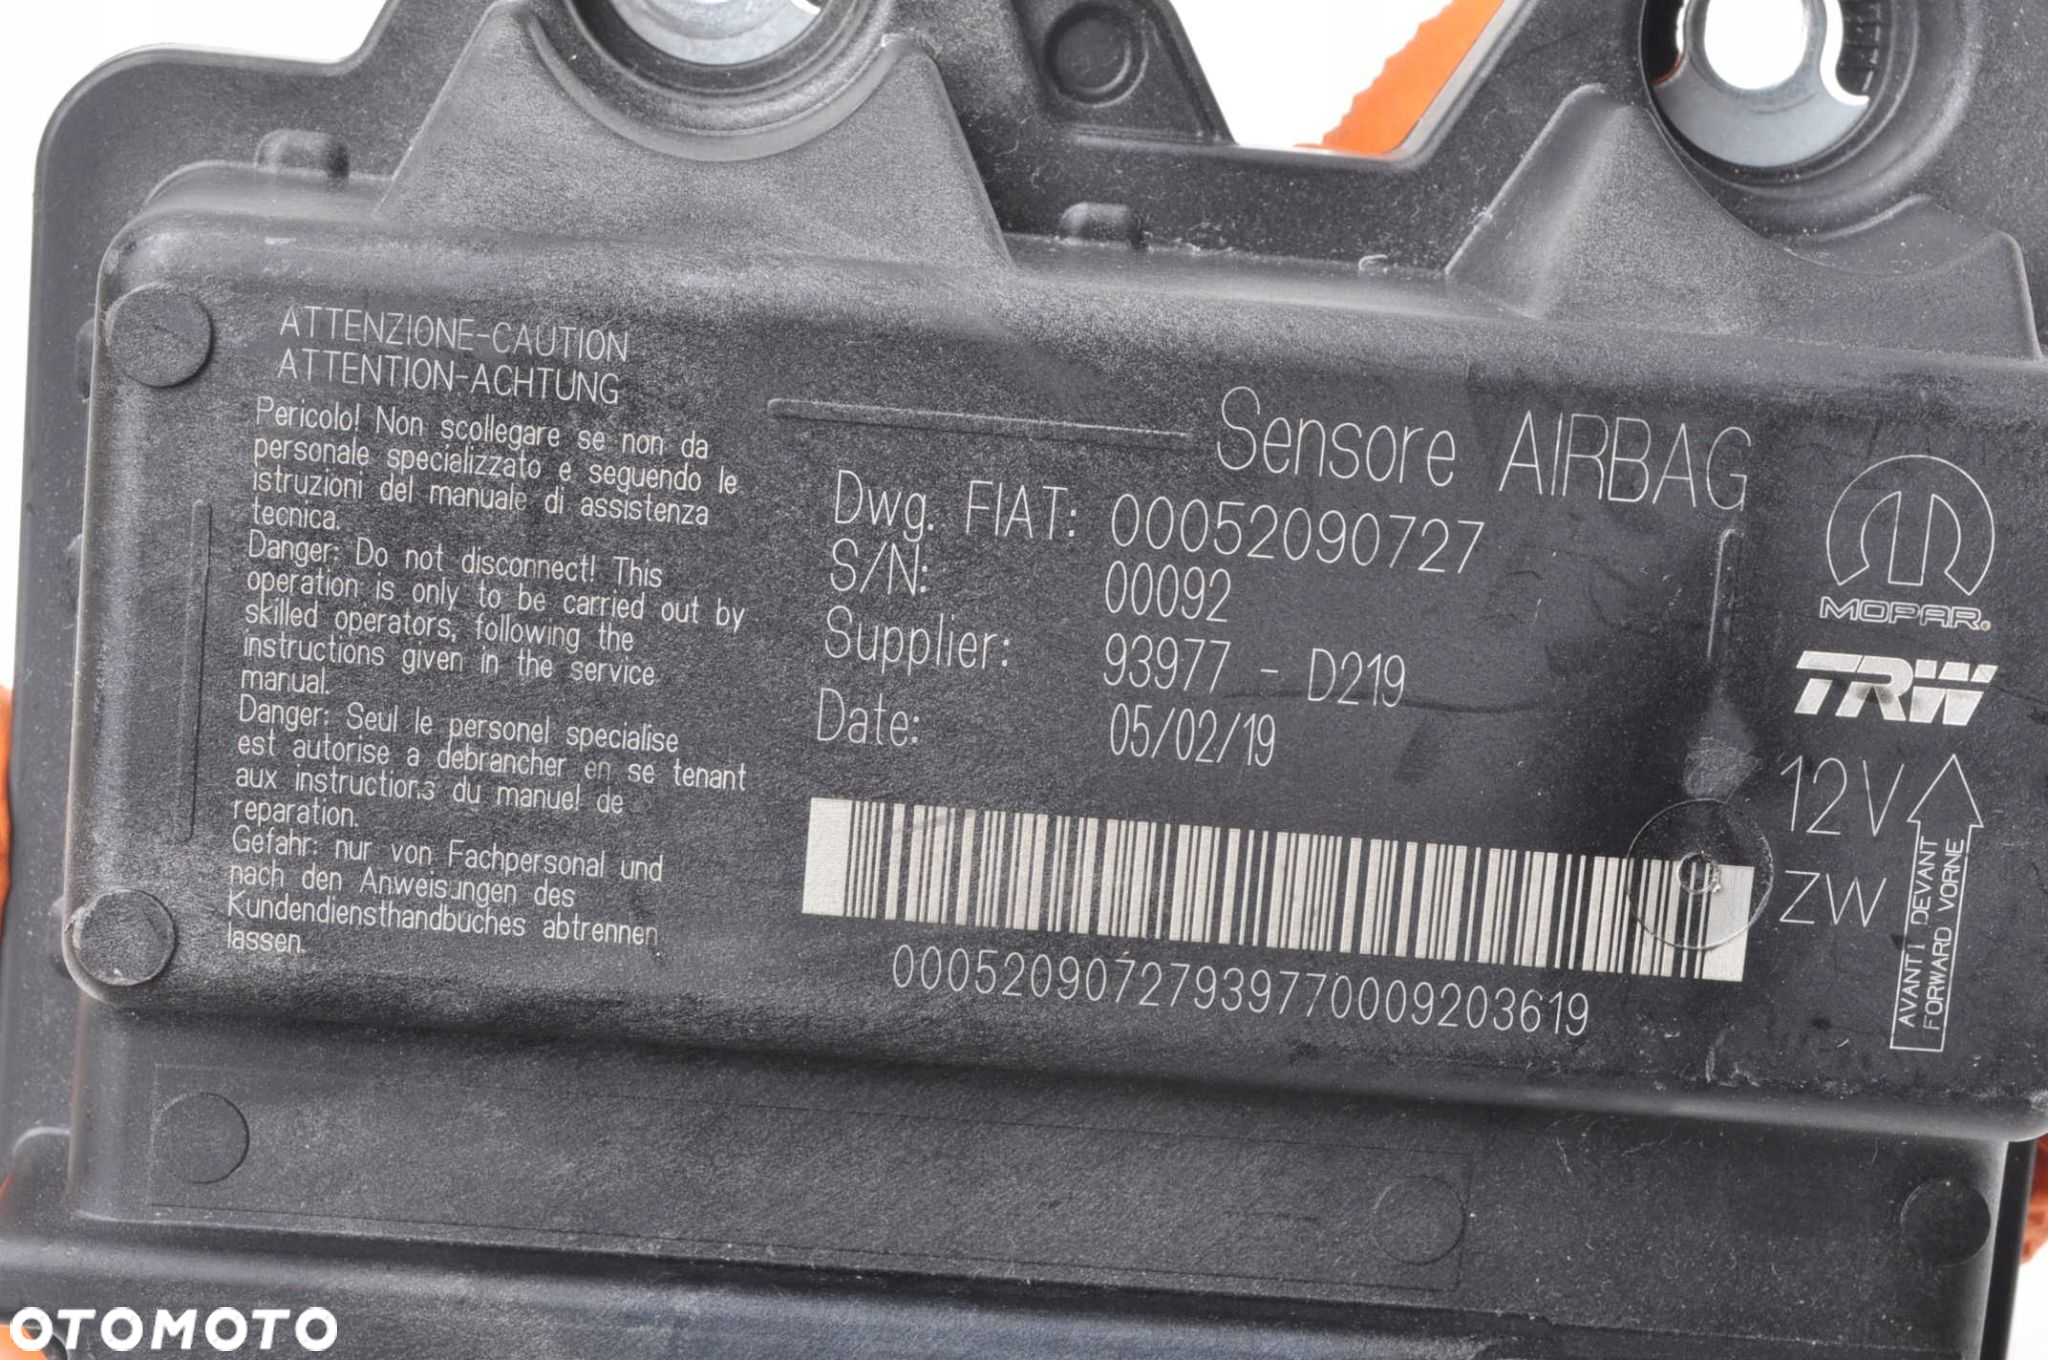 ATTENZIONE-CAUTION
ATTENTION-ACHTUNG
Pericolo! Non scollegare se non da
personale specializzato e seguendo le
istruzioni del manuale di assistenza
tecnica.
Danger: Do not disconnect! This
operation is only to be carried out by
skilled operators, following the
instructions given in the service
manual.
Danger: Seul le personel specialise
est autorise a debrancher en se tenant
aux instructions du manuel de
reparation.
Gefahr: nur von Fachpersonal und
nach den Anweisungen des
Kundendiensthandbuches abtrennen
lassen.
Sensore AIRBAG
Dwg. FIAT: 00052090727
S/N: 00092
Supplier: 93977 - D219
Date: 05/02/19
00052090727939770009203619
MOPAR.
TRW
12V
ZW
AVANTI DEVANT
FORWARD VORNE
OTOMOTO